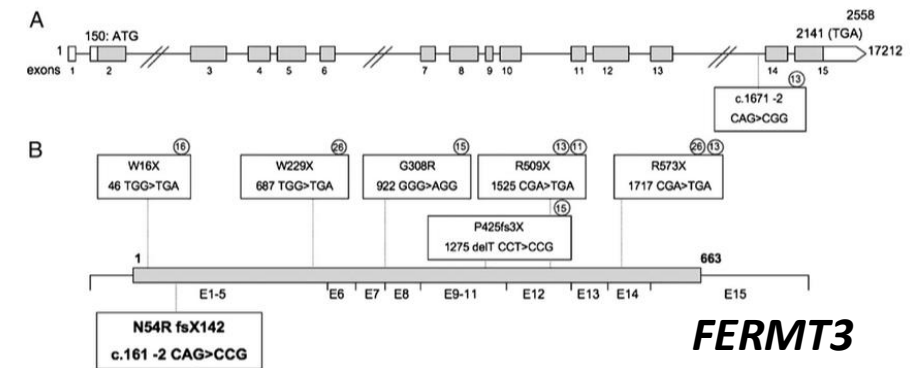 A
2558
150: ATG
2141 (TGA)
1
17212
exons 1 2 3 4 5 6 7 8 9 10 11 12 13 14 15
13
c.1671 -2
CAG>CGG
B
16
W16X
46 TGG>TGA
26
W229X
687 TGG>TGA
15
G308R
922 GGG>AGG
13 11
R509X
1525 CGA>TGA
26 13
R573X
1717 CGA>TGA
15
P425fs3X
1275 delT CCT>CCG
1
663
E1-5 E6 E7 E8 E9-11 E12 E13 E14 E15
N54R fsX142
c.161 -2 CAG>CCG
FERMT3